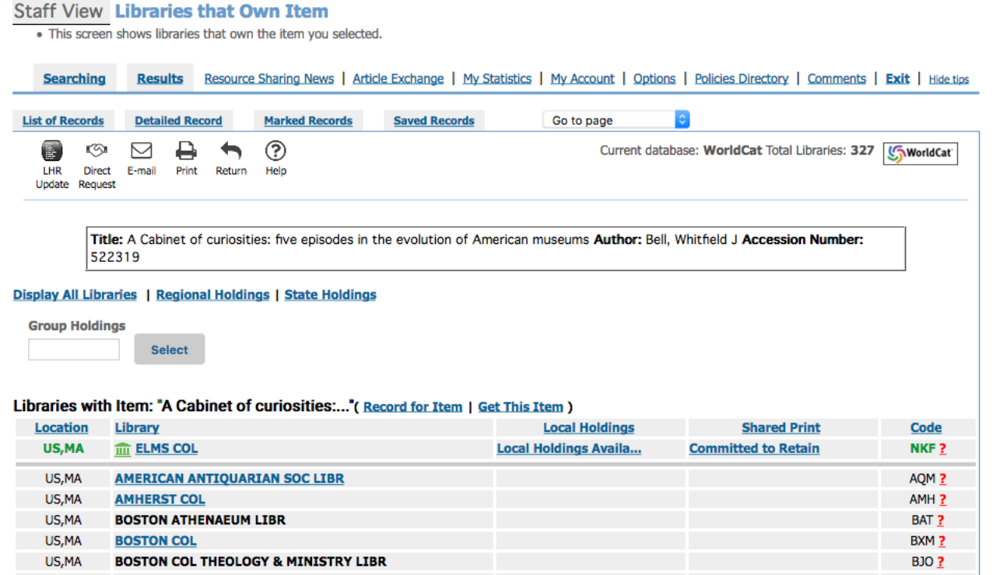 Staff View Libraries that Own Item
• This screen shows libraries that own the item you selected.
Searching Results Resource Sharing News | Article Exchange | My Statistics | My Account | Options | Policies Directory | Comments | Exit | Hide tips
List of Records Detailed Record Marked Records Saved Records Go to page
LHR Update Direct Request E-mail Print Return Help
Current database: WorldCat Total Libraries: 327 WorldCat
Title: A Cabinet of curiosities: five episodes in the evolution of American museums Author: Bell, Whitfield J Accession Number:
522319
Display All Libraries | Regional Holdings | State Holdings
Group Holdings
Select
Libraries with Item: "A Cabinet of curiosities:..."( Record for Item | Get This Item )
Location Library Local Holdings Shared Print Code
US,MA ELMS COL Local Holdings Availa... Committed to Retain NKF ?
US,MA AMERICAN ANTIQUARIAN SOC LIBR AQM ?
US,MA AMHERST COL AMH ?
US,MA BOSTON ATHENAEUM LIBR BAT ?
US,MA BOSTON COL BXM ?
US,MA BOSTON COL THEOLOGY & MINISTRY LIBR BJO ?